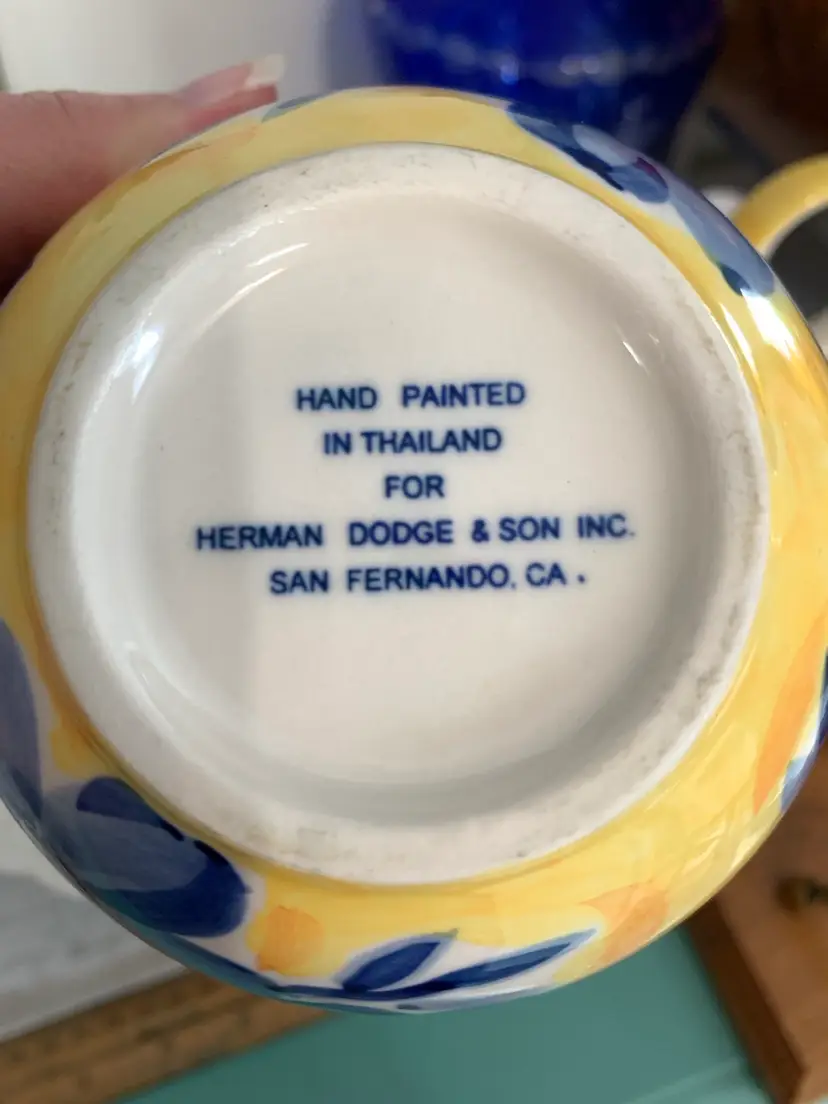 HAND PAINTED
IN THAILAND
FOR
HERMAN DODGE & SON INC.
SAN FERNANDO. CA .